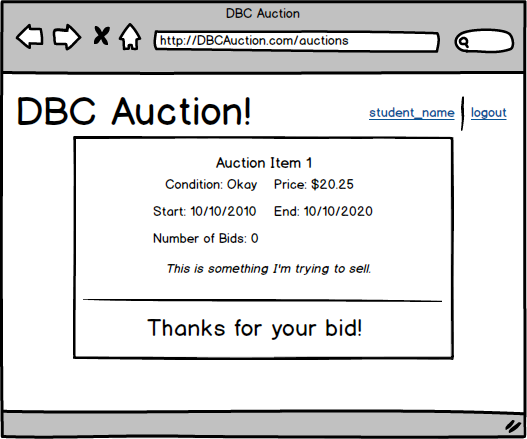 DBC Auction
http://DBCAuction.com/auctions
DBC Auction!
student_name logout
Auction Item 1
Condition: Okay Price: $20.25
Start: 10/10/2010 End: 10/10/2020
Number of Bids: 0
This is something I'm trying to sell.
Thanks for your bid!